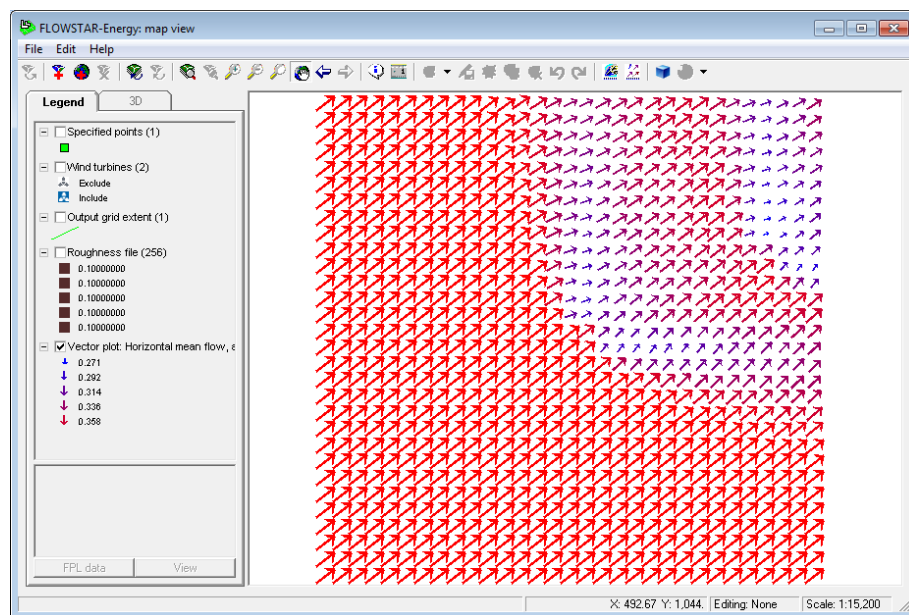 FLOWSTAR-Energy: map view
File Edit Help
Legend 3D
Specified points (1)
Wind turbines (2)
Exclude
Include
Output grid extent (1)
Roughness file (256)
0.10000000
0.10000000
0.10000000
0.10000000
0.10000000
Vector plot: Horizontal mean flow, a
0.271
0.292
0.314
0.336
0.358
FPL data View
X: 492.67 Y: 1,044. Editing: None Scale: 1:15,200